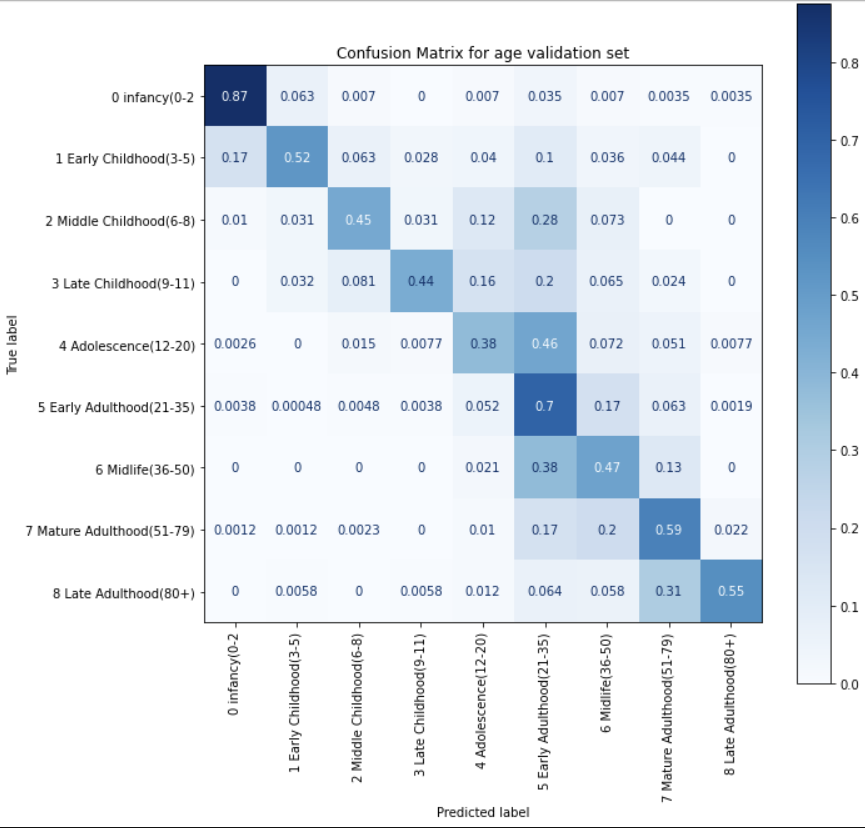 Confusion Matrix for age validation set
0 infancy(0-2 0.87 0.063 0.007 0 0.007 0.035 0.007 0.0035 0.0035
1 Early Childhood(3-5) 0.17 0.52 0.063 0.028 0.04 0.1 0.036 0.044 0
2 Middle Childhood(6-8) 0.01 0.031 0.45 0.031 0.12 0.28 0.073 0 0
3 Late Childhood(9-11) 0 0.032 0.081 0.44 0.16 0.2 0.065 0.024 0
4 Adolescence(12-20) 0.0026 0 0.015 0.0077 0.38 0.46 0.072 0.051 0.0077
5 Early Adulthood(21-35) 0.0038 0.00048 0.0048 0.0038 0.052 0.7 0.17 0.063 0.0019
6 Midlife(36-50) 0 0 0 0 0.021 0.38 0.47 0.13 0
7 Mature Adulthood(51-79) 0.0012 0.0012 0.0023 0 0.01 0.17 0.2 0.59 0.022
8 Late Adulthood(80+) 0 0.0058 0 0.0058 0.012 0.064 0.058 0.31 0.55
True label
0 infancy(0-2
1 Early Childhood(3-5)
2 Middle Childhood(6-8)
3 Late Childhood(9-11)
4 Adolescence(12-20)
5 Early Adulthood(21-35)
6 Midlife(36-50)
7 Mature Adulthood(51-79)
8 Late Adulthood(80+)
Predicted label
0.8
0.7
0.6
0.5
0.4
0.3
0.2
0.1
0.0